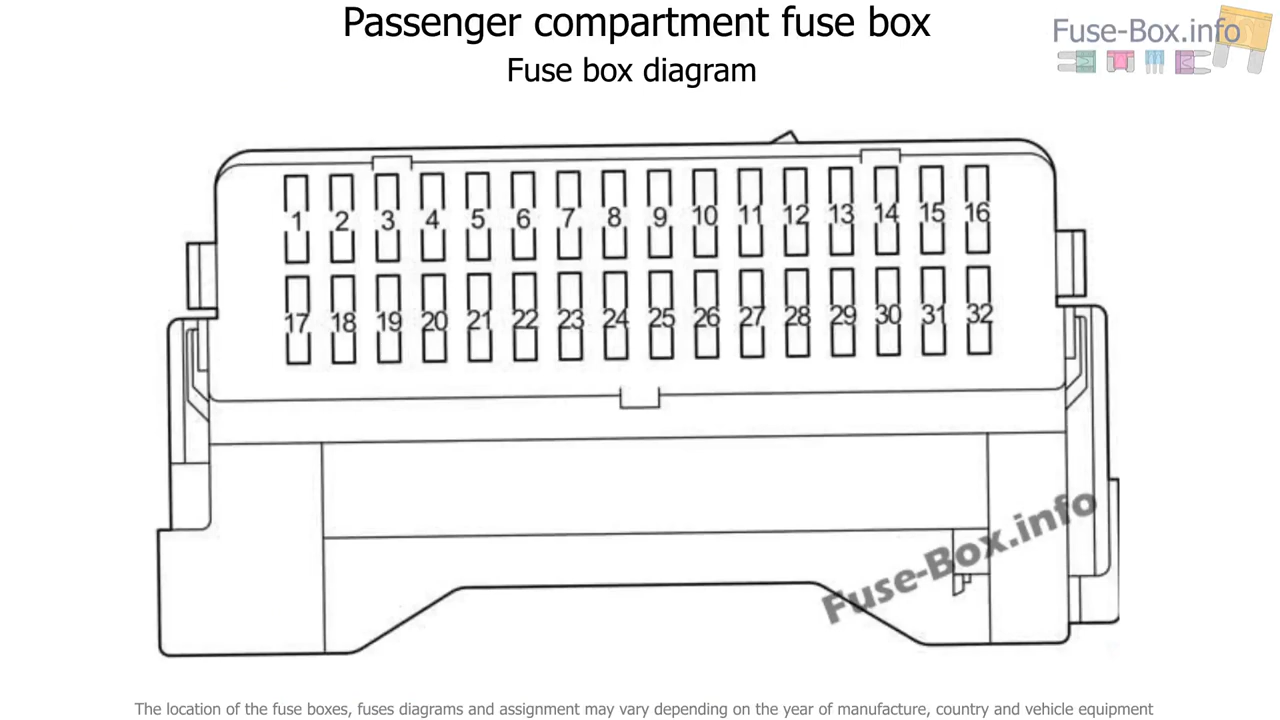 Passenger compartment fuse box
Fuse box diagram
Fuse-Box.info
1 2 3 4 5 6 7 8 9 10 11 12 13 14 15 16
17 18 19 20 21 22 23 24 25 26 27 28 29 30 31 32
Fuse-Box.info
The location of the fuse boxes, fuses diagrams and assignment may vary depending on the year of manufacture, country and vehicle equipment